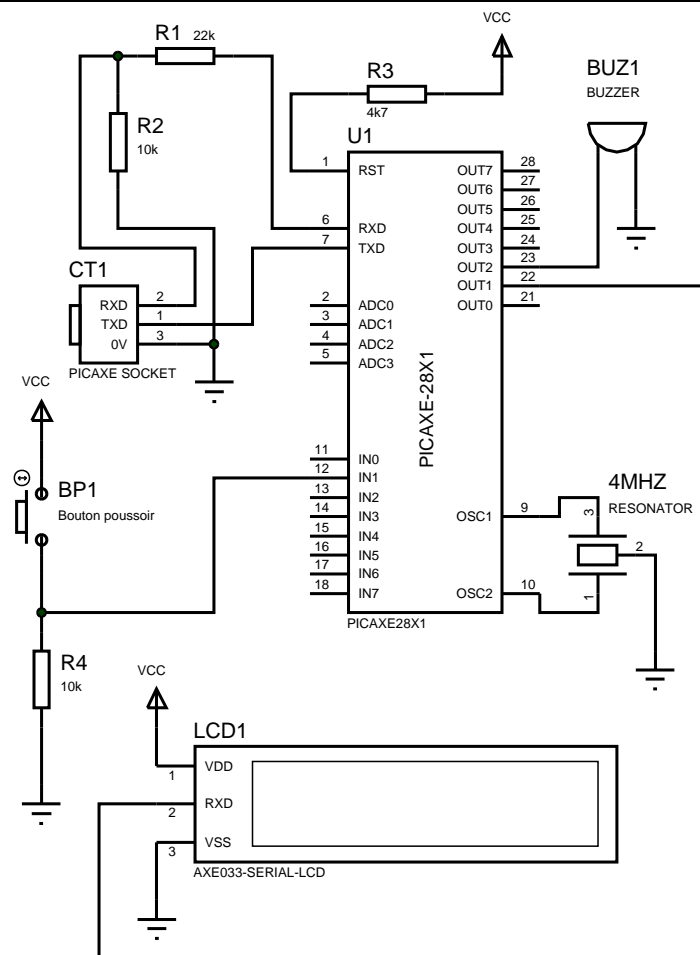 R1 22k
VCC
R3
4k7
BUZ1
BUZZER
R2
10k
U1
1 RST
6 RXD
7 TXD
2 ADC0
3 ADC1
4 ADC2
5 ADC3
11 IN0
12 IN1
13 IN2
14 IN3
15 IN4
16 IN5
17 IN6
18 IN7
OUT7 28
OUT6 27
OUT5 26
OUT4 25
OUT3 24
OUT2 23
OUT1 22
OUT0 21
OSC1 9
OSC2 10
PICAXE-28X1
PICAXE28X1
CT1
RXD 2
TXD 1
0V 3
PICAXE SOCKET
VCC
BP1
Bouton poussoir
R4
10k
4MHZ
RESONATOR
3
2
1
VCC
LCD1
1 VDD
2 RXD
3 VSS
AXE033-SERIAL-LCD